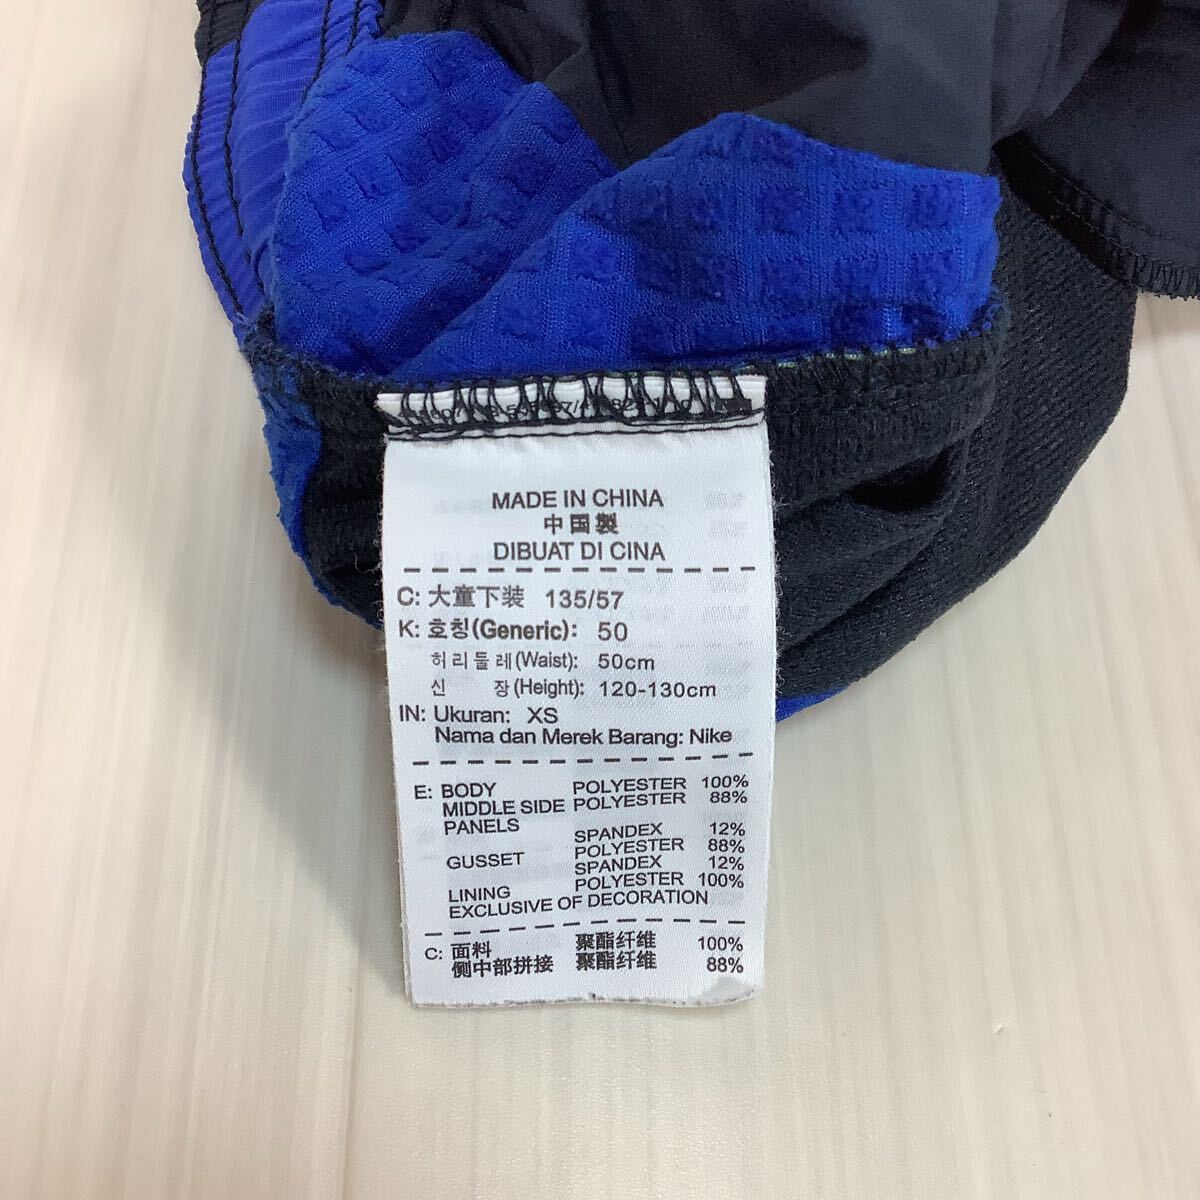 MADE IN CHINA
中国製
DIBUAT DI CINA
C: 大童下装 135/57
K: 호칭(Generic): 50
허리둘레(Waist): 50cm
신 장(Height): 120-130cm
IN: Ukuran: XS
Nama dan Merek Barang: Nike
E: BODY POLYESTER 100%
MIDDLE SIDE POLYESTER 88%
PANELS
SPANDEX 12%
GUSSET POLYESTER 88%
SPANDEX 12%
LINING POLYESTER 100%
EXCLUSIVE OF DECORATION
C: 面料 聚酯纤维 100%
侧中部拼接 聚酯纤维 88%